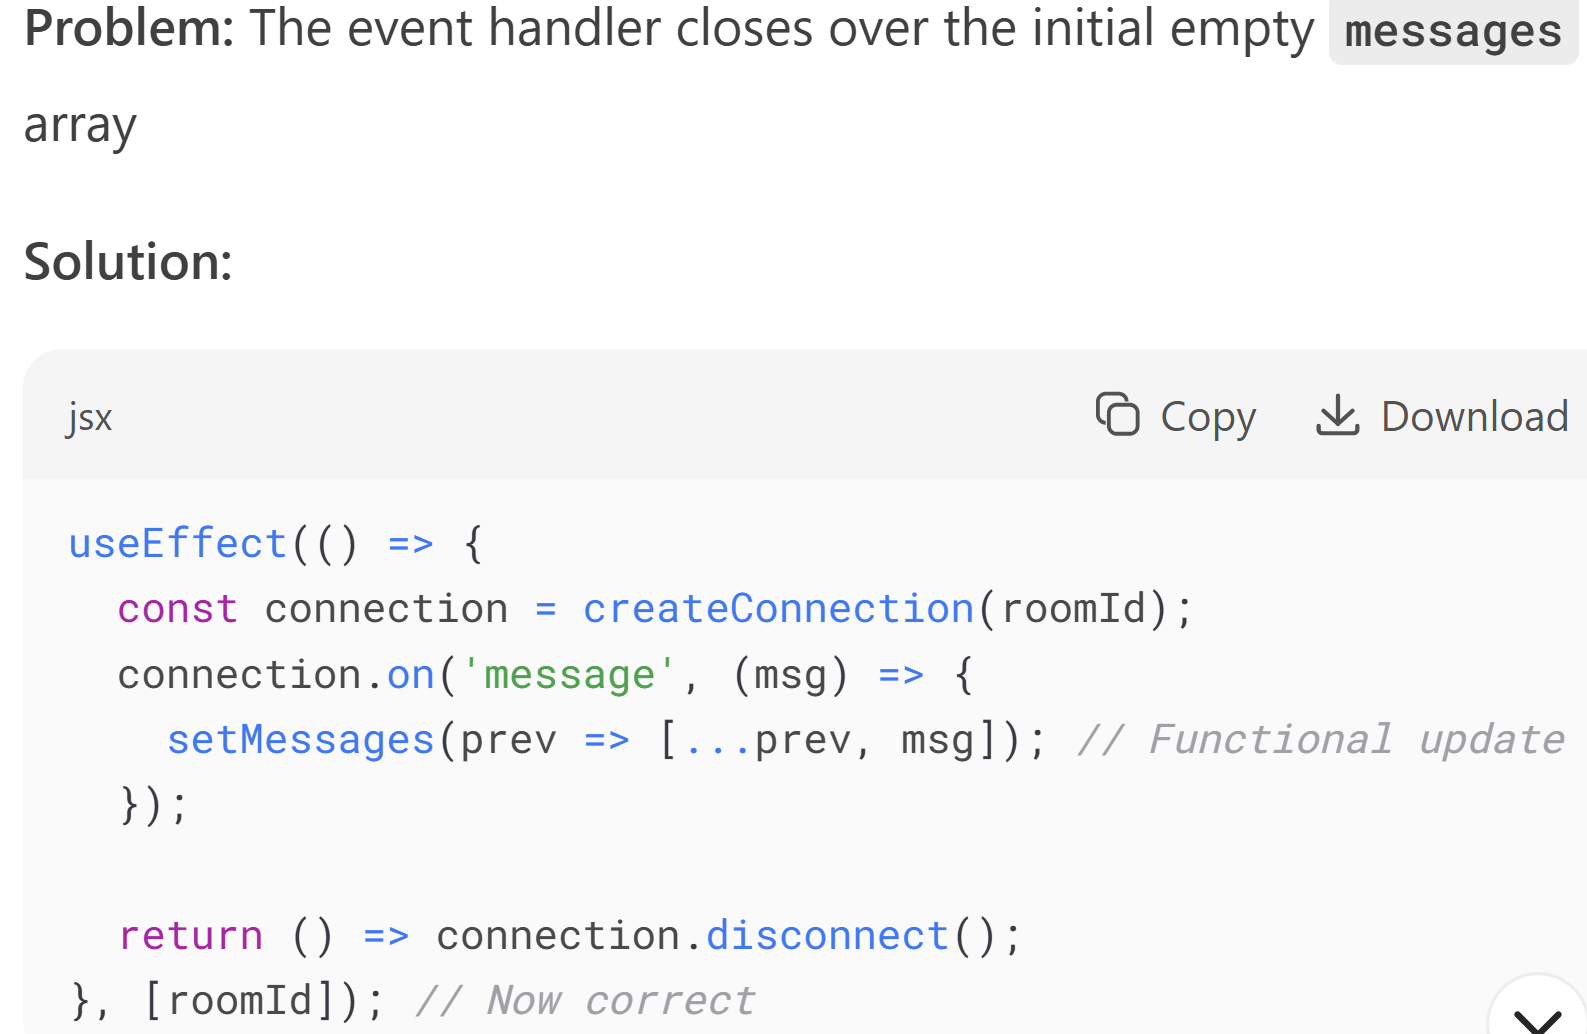 Problem: The event handler closes over the initial empty messages
array
Solution:
jsx Copy Download
useEffect(() => {
  const connection = createConnection(roomId);
  connection.on('message', (msg) => {
    setMessages(prev => [...prev, msg]); // Functional update
  });
  return () => connection.disconnect();
}, [roomId]); // Now correct